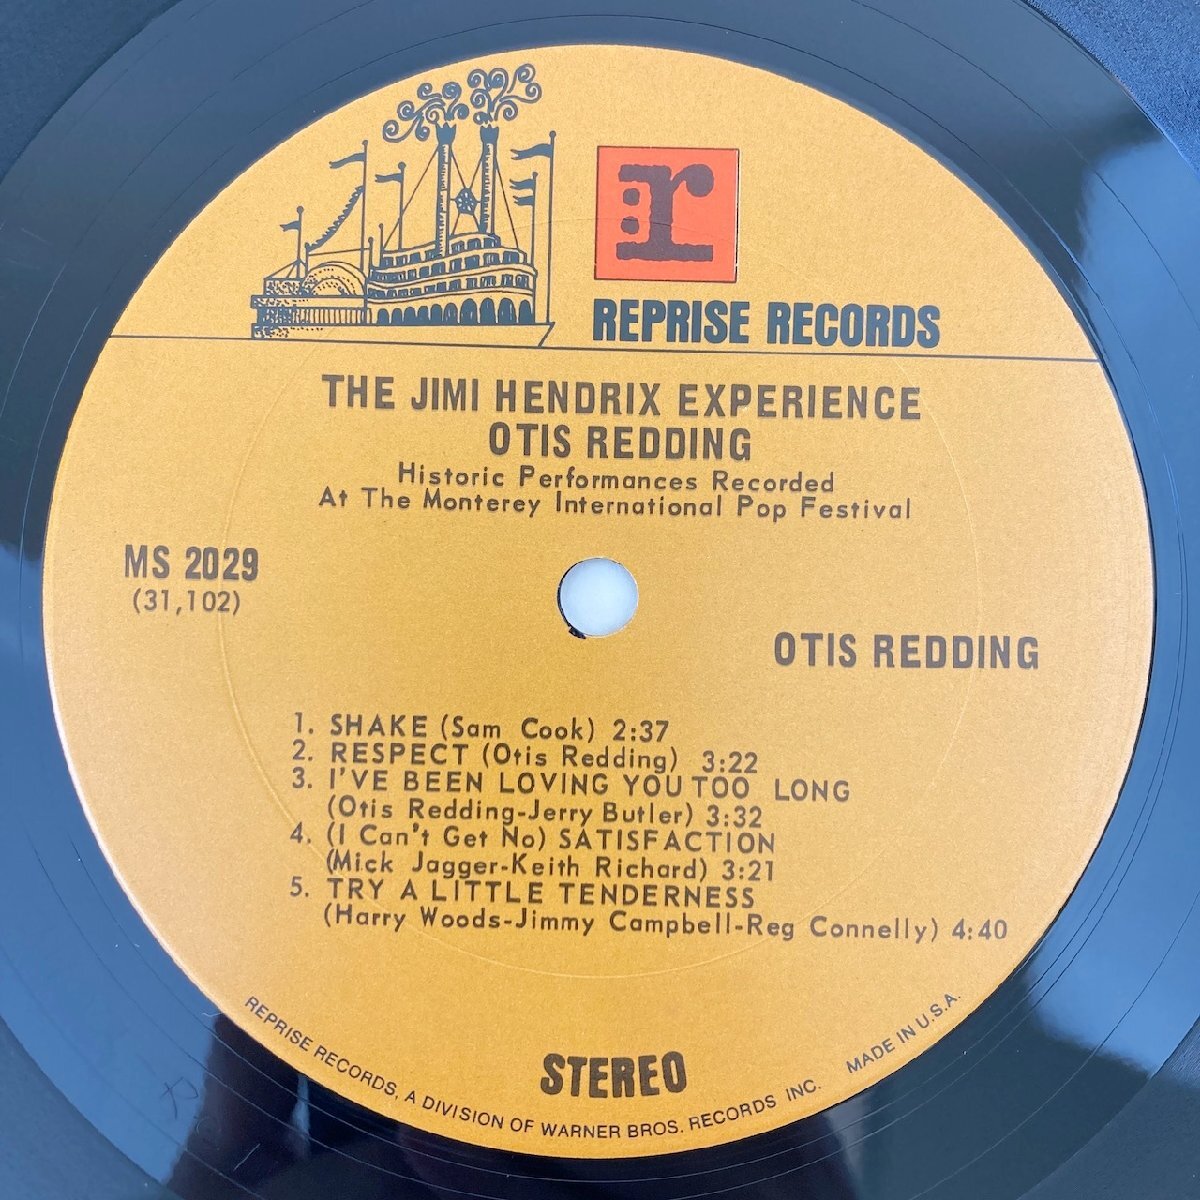 r
REPRISE RECORDS
THE JIMI HENDRIX EXPERIENCE
OTIS REDDING
Historic Performances Recorded
At The Monterey International Pop Festival
MS 2029
(31,102)
OTIS REDDING
1. SHAKE (Sam Cook) 2:37
2. RESPECT (Otis Redding) 3:22
3. I'VE BEEN LOVING YOU TOO LONG
(Otis Redding-Jerry Butler) 3:32
4. (I Can't Get No) SATISFACTION
(Mick Jagger-Keith Richard) 3:21
5. TRY A LITTLE TENDERNESS
(Harry Woods-Jimmy Campbell-Reg Connelly) 4:40
STEREO
REPRISE RECORDS, A DIVISION OF WARNER BROS. RECORDS INC. MADE IN U.S.A.